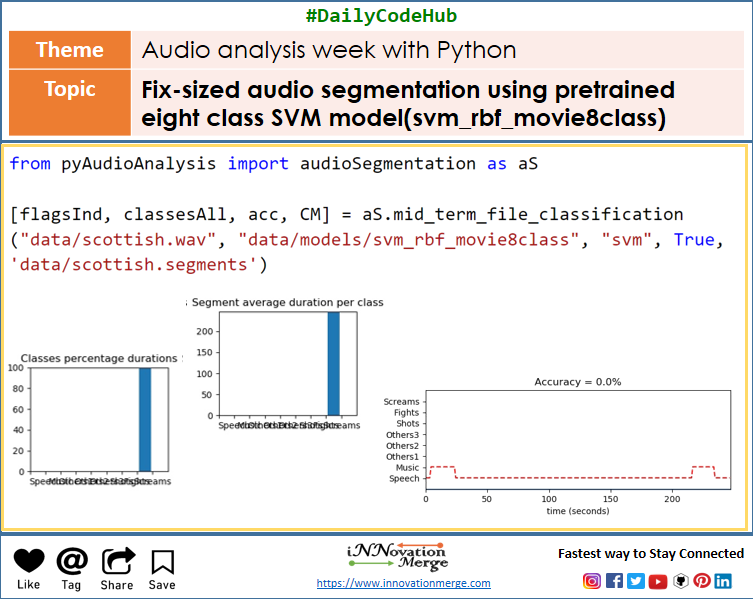 #DailyCodeHub
Theme
Audio analysis week with Python
Topic
Fix-sized audio segmentation using pretrained
eight class SVM model(svm_rbf_movie8class)
from pyAudioAnalysis import audioSegmentation as aS
[flagsInd, classesAll, acc, CM] = aS.mid_term_file_classification
("data/scottish.wav", "data/models/svm_rbf_movie8class", "svm", True,
'data/scottish.segments')
Segment average duration per class
200
150
100
50
0
Speech
Screams
Classes percentage durations
100
80
60
40
20
0
Screams
Accuracy = 0.0%
Screams
Fights
Shots
Others3
Others2
Others1
Music
Speech
0 50 100 150 200
time (seconds)
Like
Tag
Share
Save
iNNovation
Merge
https://www.innovationmerge.com
Fastest way to Stay Connected